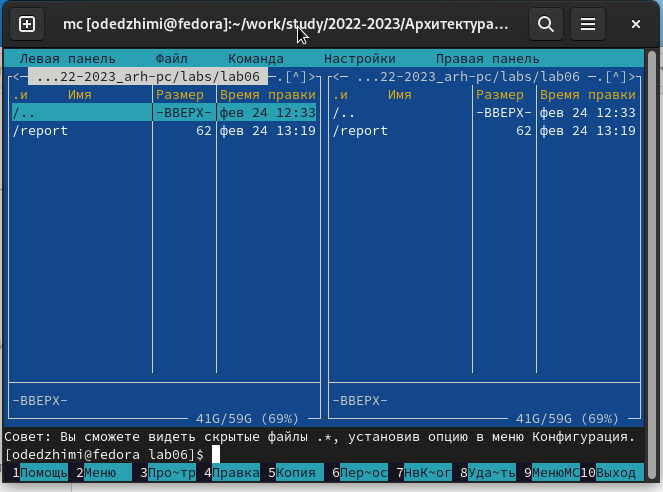 mc [odedzhimi@fedora]:~/work/study/2022-2023/Архитектура...
Левая панель Файл Команда Настройки Правая панель
<─ ...22-2023_arh-pc/labs/lab06 ─.[^]> <─ ...22-2023_arh-pc/labs/lab06 ─.[^]>
.и Имя Размер Время правки .и Имя Размер Время правки
/.. -ВВЕРХ- фев 24 12:33 /.. -ВВЕРХ- фев 24 12:33
/report 62 фев 24 13:19 /report 62 фев 24 13:19
-ВВЕРХ- -ВВЕРХ-
41G/59G (69%) 41G/59G (69%)
Совет: Вы сможете видеть скрытые файлы .*, установив опцию в меню Конфигурация.
[odedzhimi@fedora lab06]$
1Помощь 2Меню 3Про~тр 4Правка 5Копия 6Пер~ос 7НвК~ог 8Уда~ть 9МенюMC 10Выход